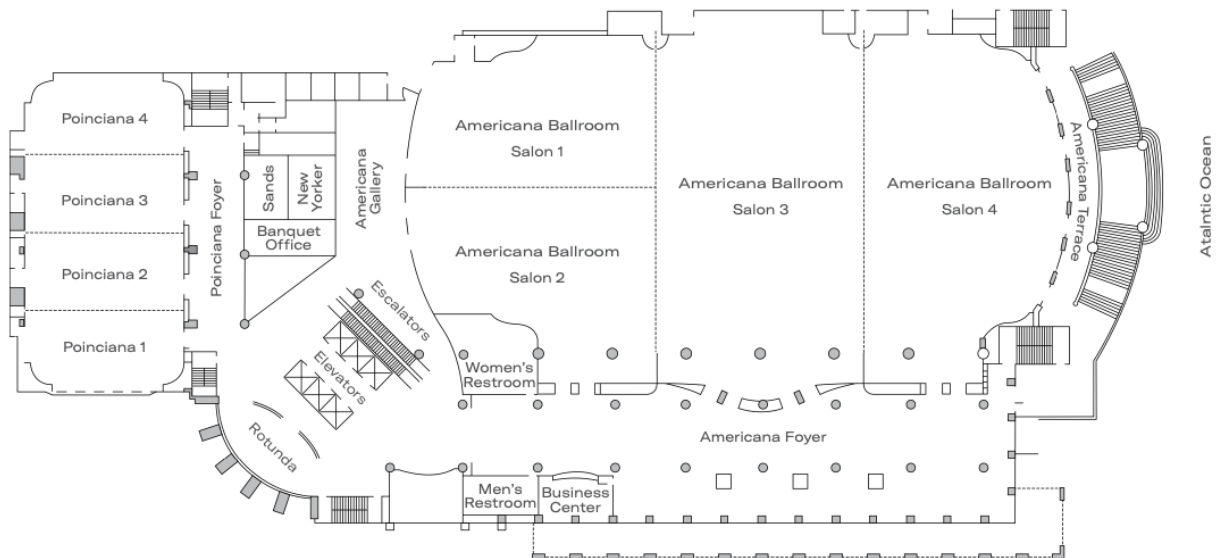 Poinciana 4
Poinciana 3
Poinciana 2
Poinciana 1
Poinciana Foyer
Sands
New
Yorker
Banquet
Office
Americana
Gallery
Americana Ballroom
Salon 1
Americana Ballroom
Salon 2
Americana Ballroom
Salon 3
Americana Ballroom
Salon 4
Americana Terrace
Atalntic Ocean
Escalators
Elevators
Rotunda
Women's
Restroom
Americana Foyer
Men's
Restroom
Business
Center